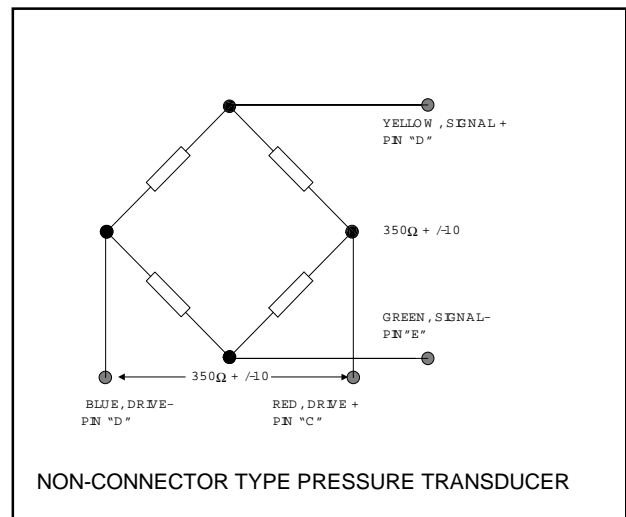 YELLOW, SIGNAL +
PIN "D"
350Ω + /-10
GREEN, SIGNAL-
PIN "E"
350Ω + /-10
BLUE, DRIVE-
PIN "D"
RED, DRIVE +
PIN "C"
NON-CONNECTOR TYPE PRESSURE TRANSDUCER